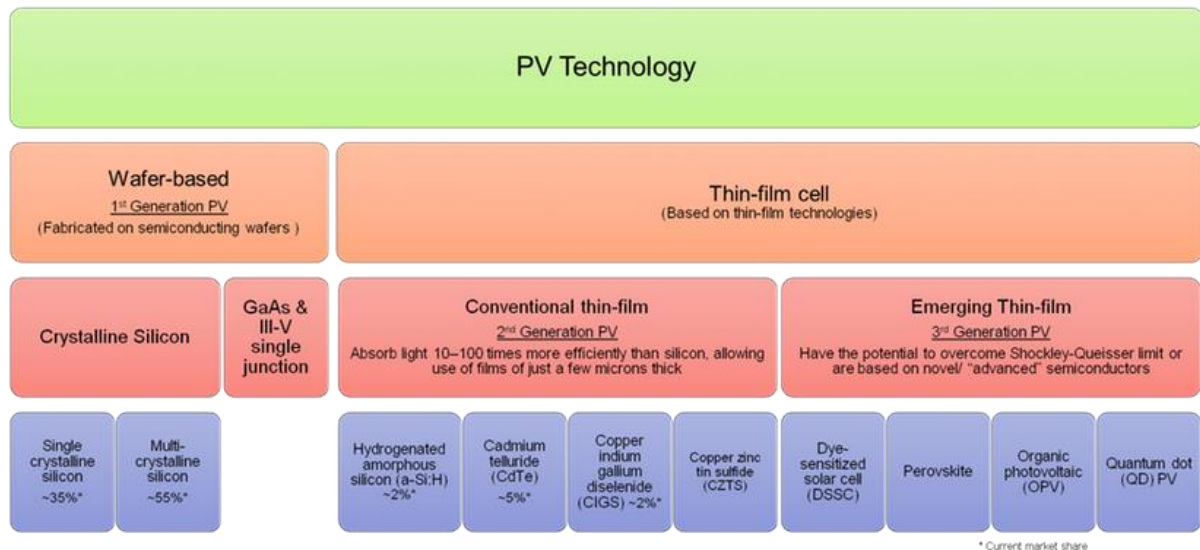 PV Technology
Wafer-based
1st Generation PV
(Fabricated on semiconducting wafers )
Thin-film cell
(Based on thin-film technologies)
Crystalline Silicon
GaAs &
III-V
single
junction
Conventional thin-film
2nd Generation PV
Absorb light 10–100 times more efficiently than silicon, allowing
use of films of just a few microns thick
Emerging Thin-film
3rd Generation PV
Have the potential to overcome Shockley-Queisser limit or
are based on novel/ “advanced” semiconductors
Single
crystalline
silicon
~35%*
Multi-
crystalline
silicon
~55%*
Hydrogenated
amorphous
silicon (a-Si:H)
~2%*
Cadmium
telluride
(CdTe)
~5%*
Copper
indium
gallium
diselenide
(CIGS) ~2%*
Copper zinc
tin sulfide
(CZTS)
Dye-
sensitized
solar cell
(DSSC)
Perovskite
Organic
photovoltaic
(OPV)
Quantum dot
(QD) PV
* Current market share